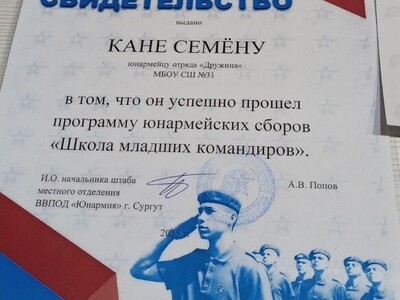 СВИДЕТЕЛЬСТВО
выдано
КАНЕ СЕМЁНУ
юнармейцу отряда «Дружина»
МБОУ СШ №31
в том, что он успешно прошел
программу юнармейских сборов
«Школа младших командиров».
И.О. начальника штаба
местного отделения
ВВПОД «Юнармия» г. Сургут
А.В. Попов